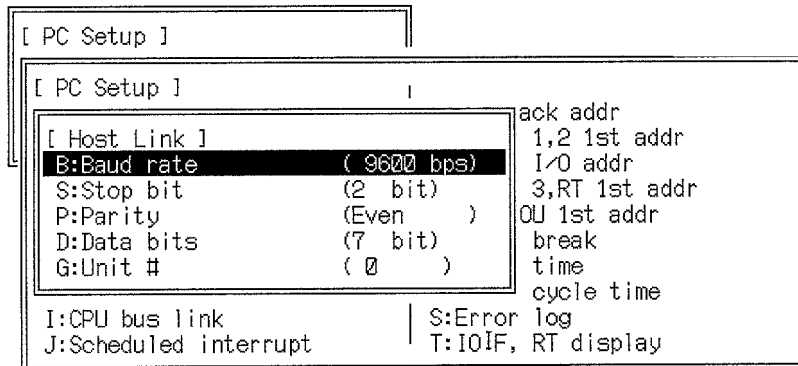 [ PC Setup ]
[ PC Setup ]
ack addr
[ Host Link ]
1,2 1st addr
B:Baud rate ( 9600 bps)
I/O addr
S:Stop bit (2 bit)
3,RT 1st addr
P:Parity (Even )
OU 1st addr
D:Data bits (7 bit)
break
G:Unit # ( 0 )
time
cycle time
I:CPU bus link
S:Error log
J:Scheduled interrupt
T:IOIF, RT display